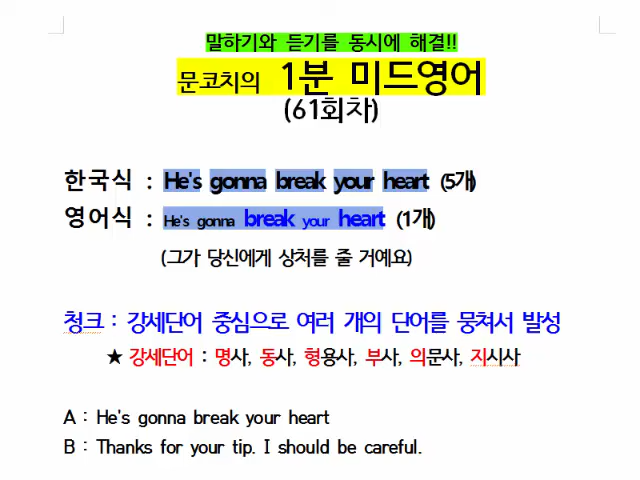 말하기와 듣기를 동시에 해결!!
문코치의 1분 미드영어
(61회차)
한국식 : He's gonna break your heart (5개)
영어식 : He's gonna break your heart (1개)
(그가 당신에게 상처를 줄 거예요)
청크 : 강세단어 중심으로 여러 개의 단어를 뭉쳐서 발성
★ 강세단어 : 명사, 동사, 형용사, 부사, 의문사, 지시사
A : He's gonna break your heart
B : Thanks for your tip. I should be careful.